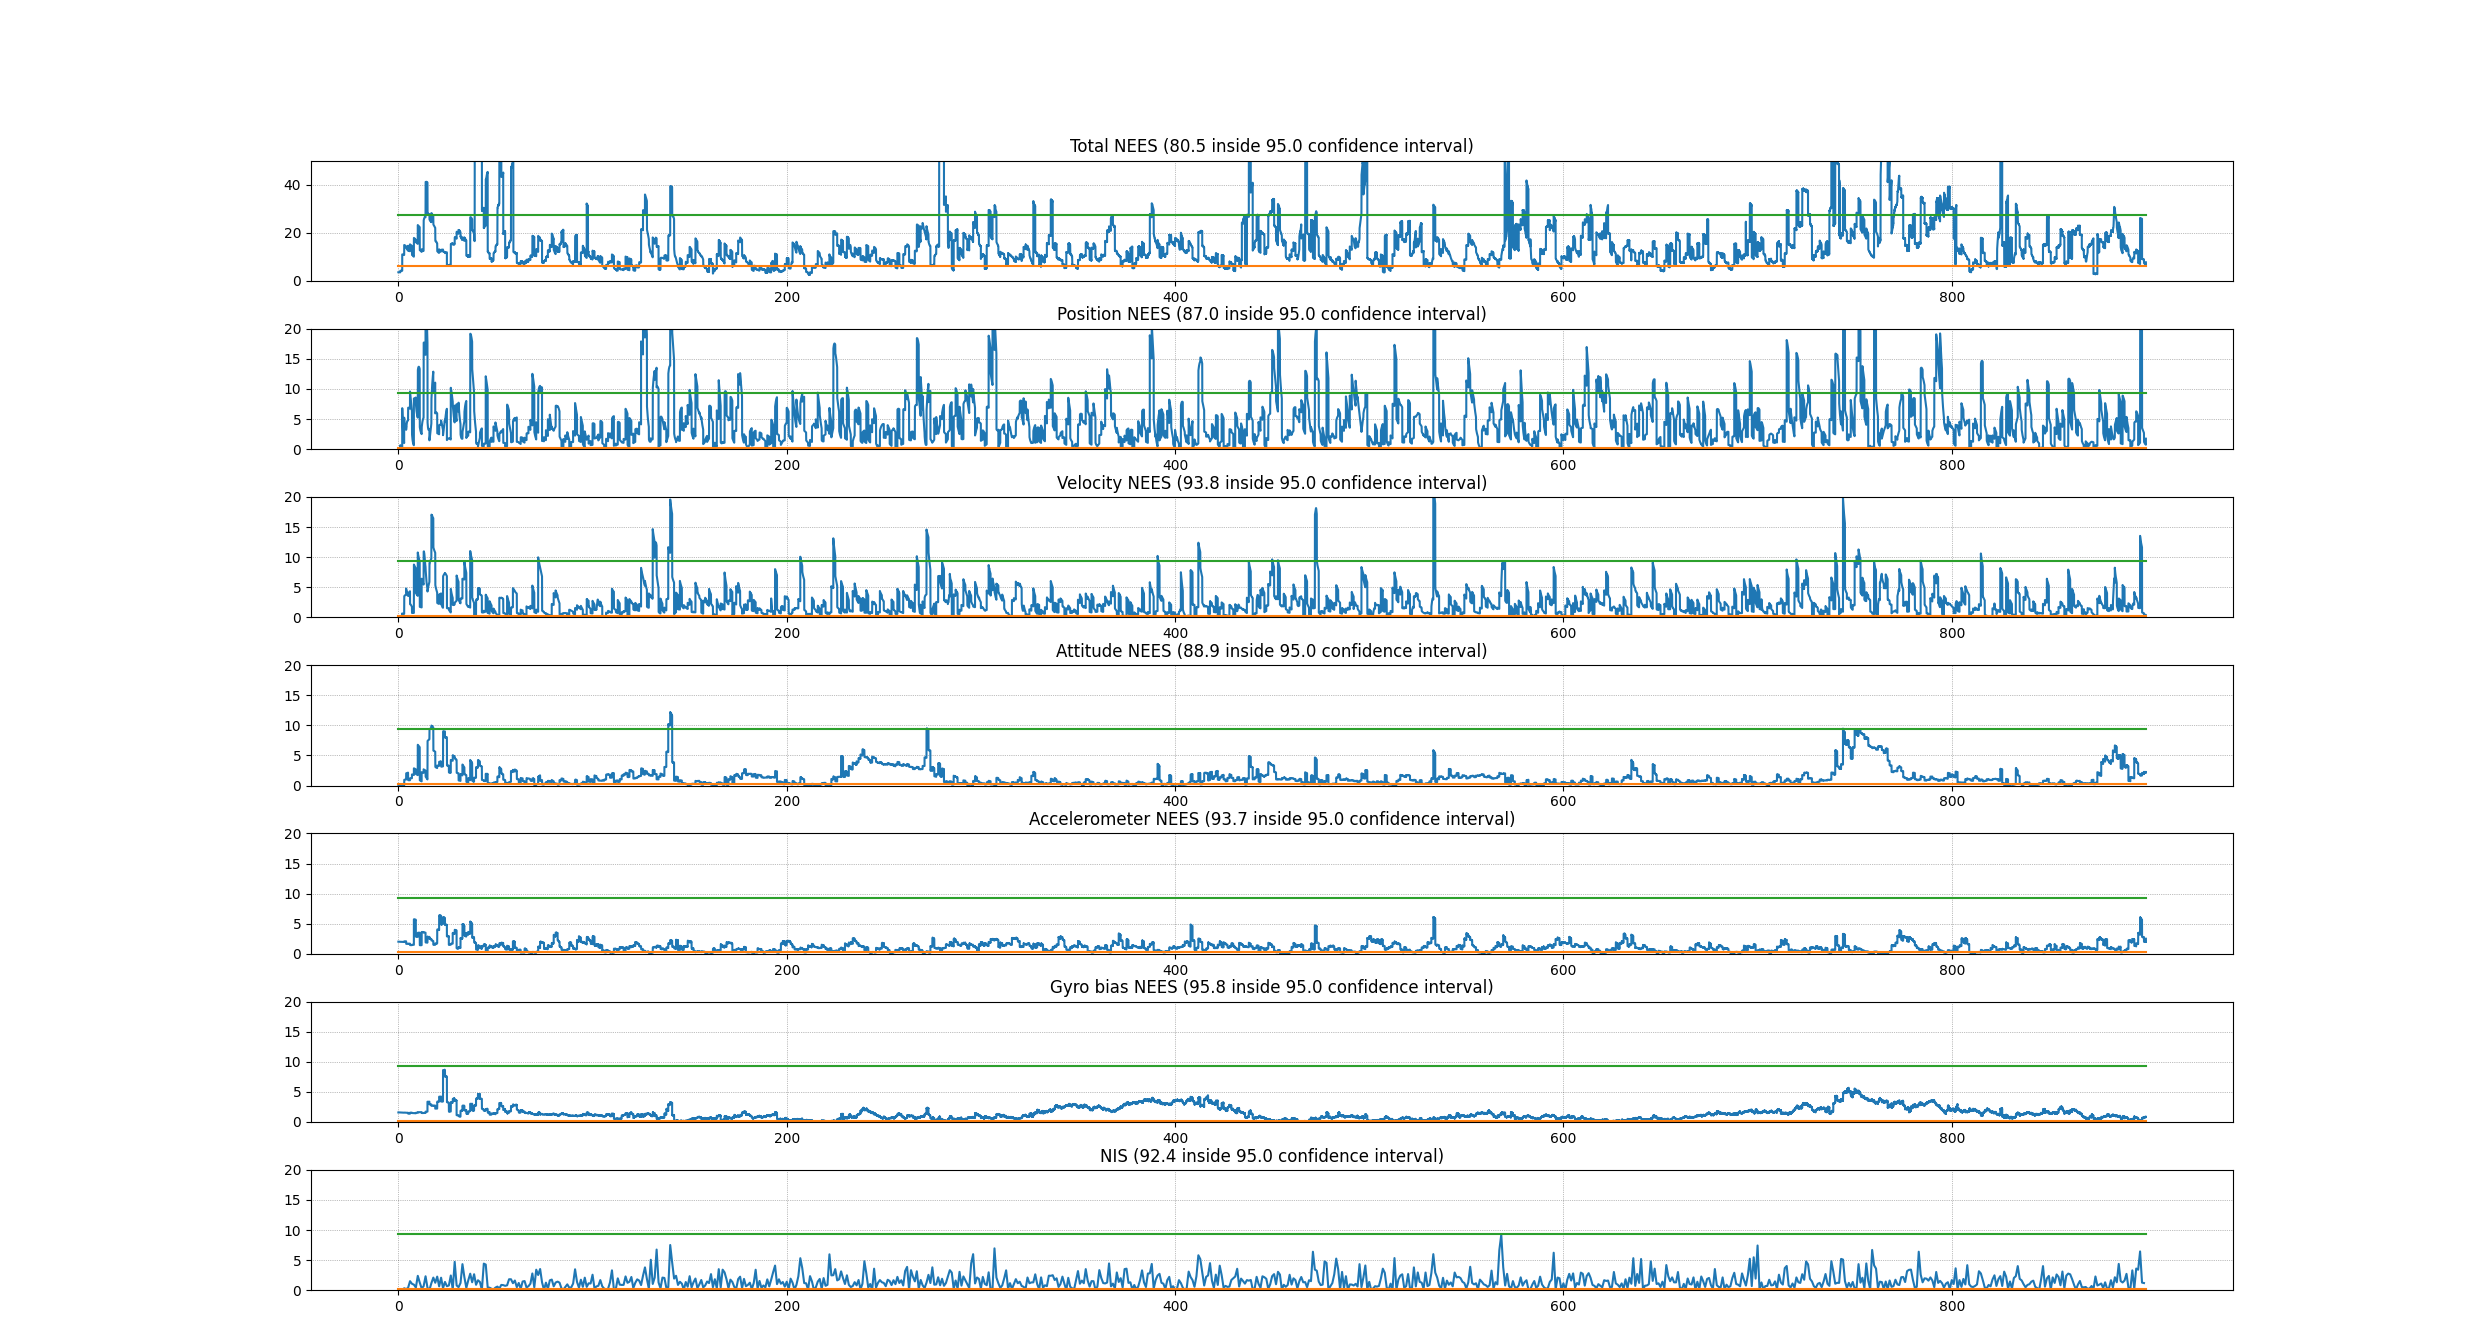 Total NEES (80.5 inside 95.0 confidence interval)
40
20
0
0 200 400 600 800
Position NEES (87.0 inside 95.0 confidence interval)
20
15
10
5
0
0 200 400 600 800
Velocity NEES (93.8 inside 95.0 confidence interval)
20
15
10
5
0
0 200 400 600 800
Attitude NEES (88.9 inside 95.0 confidence interval)
20
15
10
5
0
0 200 400 600 800
Accelerometer NEES (93.7 inside 95.0 confidence interval)
20
15
10
5
0
0 200 400 600 800
Gyro bias NEES (95.8 inside 95.0 confidence interval)
20
15
10
5
0
0 200 400 600 800
NIS (92.4 inside 95.0 confidence interval)
20
15
10
5
0
0 200 400 600 800